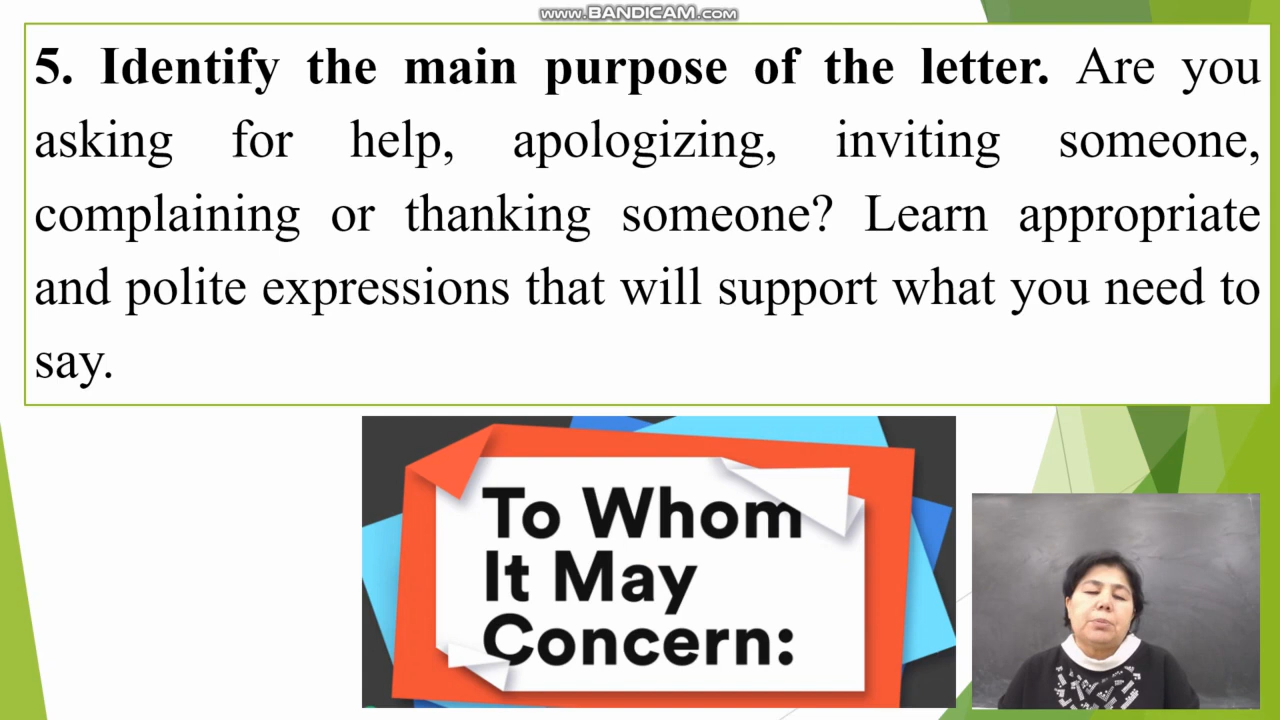 www.BANDICAM.com
5. Identify the main purpose of the letter. Are you
asking for help, apologizing, inviting someone,
complaining or thanking someone? Learn appropriate
and polite expressions that will support what you need to
say.
To Whom
It May
Concern: